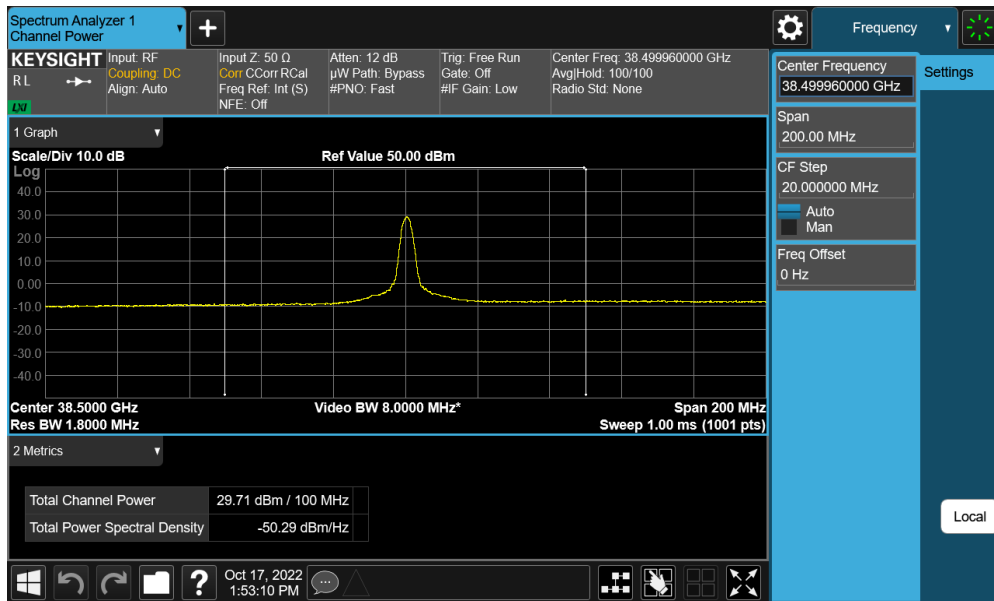 Spectrum Analyzer 1
Channel Power
+
Frequency
KEYSIGHT
R L
LXI
Input: RF
Coupling: DC
Align: Auto
Input Z: 50 Ω
Corr CCorr RCal
Freq Ref: Int (S)
NFE: Off
Atten: 12 dB
µW Path: Bypass
#PNO: Fast
Trig: Free Run
Gate: Off
#IF Gain: Low
Center Freq: 38.499960000 GHz
Avg|Hold: 100/100
Radio Std: None
1 Graph
Scale/Div 10.0 dB
Ref Value 50.00 dBm
Log
40.0
30.0
20.0
10.0
0.00
-10.0
-20.0
-30.0
-40.0
Center 38.5000 GHz
Video BW 8.0000 MHz*
Span 200 MHz
Res BW 1.8000 MHz
Sweep 1.00 ms (1001 pts)
2 Metrics
Total Channel Power 29.71 dBm / 100 MHz
Total Power Spectral Density -50.29 dBm/Hz
Center Frequency
38.499960000 GHz
Span
200.00 MHz
CF Step
20.000000 MHz
Auto
Man
Freq Offset
0 Hz
Settings
Local
?
Oct 17, 2022
1:53:10 PM